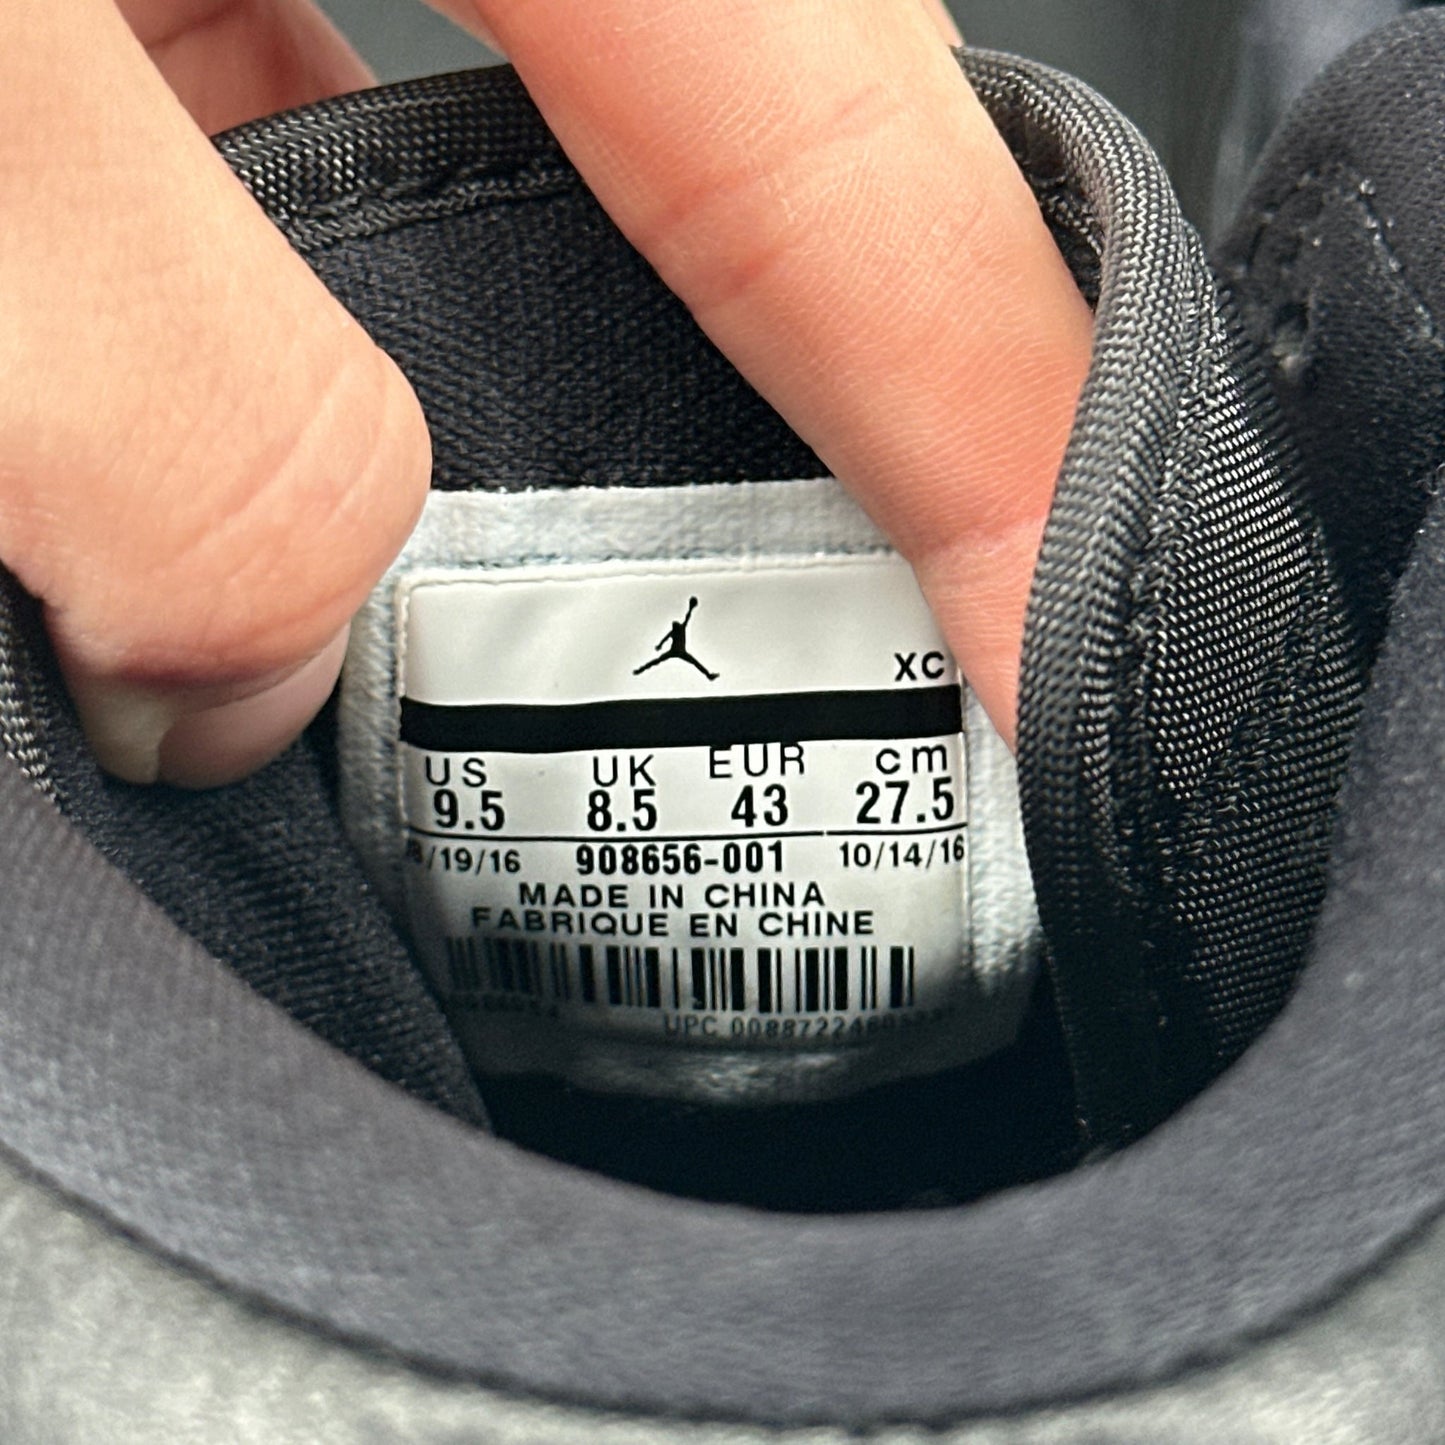 XC
US UK EUR cm
9.5 8.5 43 27.5
/19/16 908656-001 10/14/16
MADE IN CHINA
FABRIQUE EN CHINE
UPC